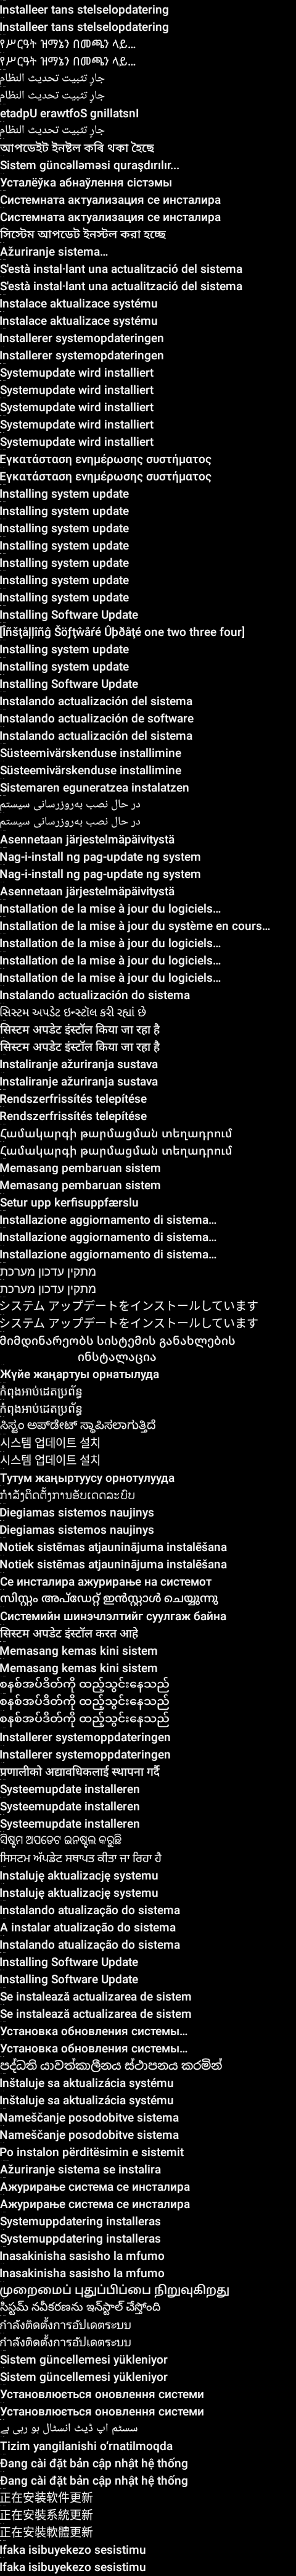 Installeer tans stelselopdatering
Installeer tans stelselopdatering
የሥርዓት ዝማኔን በመጫን ላይ…
የሥርዓት ዝማኔን በመጫን ላይ…
جارٍ تثبيت تحديث النظام
جارٍ تثبيت تحديث النظام
etadpU erawtfoS gnillatsnI
جارٍ تثبيت تحديث النظام
আপডে'ইট ইনষ্টল কৰি থকা হৈছে
Sistem güncəlləməsi quraşdırılır...
Усталёўка абнаўлення сістэмы
Системната актуализация се инсталира
Системната актуализация се инсталира
সিস্টেম আপডেট ইনস্টল করা হচ্ছে
Ažuriranje sistema…
S'està instal·lant una actualització del sistema
S'està instal·lant una actualització del sistema
Instalace aktualizace systému
Instalace aktualizace systému
Installerer systemopdateringen
Installerer systemopdateringen
Systemupdate wird installiert
Systemupdate wird installiert
Systemupdate wird installiert
Systemupdate wird installiert
Systemupdate wird installiert
Εγκατάσταση ενημέρωσης συστήματος
Εγκατάσταση ενημέρωσης συστήματος
Installing system update
Installing system update
Installing system update
Installing system update
Installing system update
Installing system update
Installing system update
Installing Software Update
[Îñšţåļļîñĝ Šöƒţŵåŕé Ûþðåţé one two three four]
Installing system update
Installing system update
Installing Software Update
Instalando actualización del sistema
Instalando actualización de software
Instalando actualización del sistema
Süsteemivärskenduse installimine
Süsteemivärskenduse installimine
Sistemaren eguneratzea instalatzen
در حال نصب به‌روزرسانی سیستم
در حال نصب به‌روزرسانی سیستم
Asennetaan järjestelmäpäivitystä
Nag-i-install ng pag-update ng system
Nag-i-install ng pag-update ng system
Asennetaan järjestelmäpäivitystä
Installation de la mise à jour du logiciels…
Installation de la mise à jour du système en cours…
Installation de la mise à jour du logiciels…
Installation de la mise à jour du logiciels…
Installation de la mise à jour du logiciels…
Instalando actualización do sistema
સિસ્ટમ અપડેટ ઇન્સ્ટૉલ કરી રહ્યાં છે
सिस्टम अपडेट इंस्टॉल किया जा रहा है
सिस्टम अपडेट इंस्टॉल किया जा रहा है
Instaliranje ažuriranja sustava
Instaliranje ažuriranja sustava
Rendszerfrissítés telepítése
Rendszerfrissítés telepítése
Համակարգի թարմացման տեղադրում
Համակարգի թարմացման տեղադրում
Memasang pembaruan sistem
Memasang pembaruan sistem
Setur upp kerfisuppfærslu
Installazione aggiornamento di sistema…
Installazione aggiornamento di sistema…
Installazione aggiornamento di sistema…
מתקין עדכון מערכת
מתקין עדכון מערכת
システム アップデートをインストールしています
システム アップデートをインストールしています
მიმდინარეობს სისტემის განახლების
ინსტალაცია
Жүйе жаңартуы орнатылуда
កំពុងអាប់ដេតប្រព័ន្ធ
កំពុងអាប់ដេតប្រព័ន្ធ
ಸಿಸ್ಟಂ ಅಪ್‌ಡೇಟ್‌ ಸ್ಥಾಪಿಸಲಾಗುತ್ತಿದೆ
시스템 업데이트 설치
시스템 업데이트 설치
Тутум жаңыртуусу орнотулууда
ກຳລັງຕິດຕັ້ງການອັບເດດລະບົບ
Diegiamas sistemos naujinys
Diegiamas sistemos naujinys
Notiek sistēmas atjauninājuma instalēšana
Notiek sistēmas atjauninājuma instalēšana
Се инсталира ажурирање на системот
സിസ്റ്റം അപ്ഡേറ്റ് ഇൻസ്റ്റാൾ ചെയ്യുന്നു
Системийн шинэчлэлтийг суулгаж байна
सिस्टम अपडेट इंस्टॉल करत आहे
Memasang kemas kini sistem
Memasang kemas kini sistem
စနစ်အပ်ဒိတ်ကို ထည့်သွင်းနေသည်
စနစ်အပ်ဒိတ်ကို ထည့်သွင်းနေသည်
စနစ်အပ်ဒိတ်ကို ထည့်သွင်းနေသည်
Installerer systemoppdateringen
Installerer systemoppdateringen
प्रणालीको अद्यावधिकलाई स्थापना गर्दै
Systeemupdate installeren
Systeemupdate installeren
Systeemupdate installeren
ସିଷ୍ଟମ ଅପଡେଟ ଇନଷ୍ଟଲ କରୁଛି
ਸਿਸਟਮ ਅੱਪਡੇਟ ਸਥਾਪਤ ਕੀਤਾ ਜਾ ਰਿਹਾ ਹੈ
Instaluję aktualizację systemu
Instaluję aktualizację systemu
Instalando atualização do sistema
A instalar atualização do sistema
Instalando atualização do sistema
Installing Software Update
Installing Software Update
Se instalează actualizarea de sistem
Se instalează actualizarea de sistem
Установка обновления системы…
Установка обновления системы…
පද්ධති යාවත්කාලීනය ස්ථාපනය කරමින්
Inštaluje sa aktualizácia systému
Inštaluje sa aktualizácia systému
Nameščanje posodobitve sistema
Nameščanje posodobitve sistema
Po instalon përditësimin e sistemit
Ažuriranje sistema se instalira
Ажурирање система се инсталира
Ажурирање система се инсталира
Systemuppdatering installeras
Systemuppdatering installeras
Inasakinisha sasisho la mfumo
Inasakinisha sasisho la mfumo
முறைமைப் புதுப்பிப்பை நிறுவுகிறது
సిస్టమ్ నవీకరణను ఇన్‌స్టాల్ చేస్తోంది
กำลังติดตั้งการอัปเดตระบบ
กำลังติดตั้งการอัปเดตระบบ
Sistem güncellemesi yükleniyor
Sistem güncellemesi yükleniyor
Установлюється оновлення системи
Установлюється оновлення системи
سسٹم اپ ڈیٹ انسٹال ہو رہی ہے
Tizim yangilanishi o‘rnatilmoqda
Đang cài đặt bản cập nhật hệ thống
Đang cài đặt bản cập nhật hệ thống
正在安装软件更新
正在安裝系統更新
正在安裝軟體更新
Ifaka isibuyekezo sesistimu
Ifaka isibuyekezo sesistimu